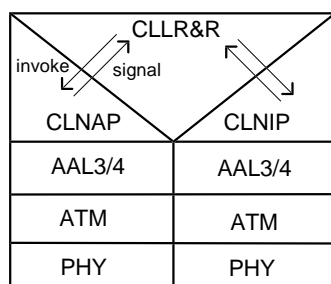 CLLR&R
invoke signal
CLNAP CLNIP
AAL3/4 AAL3/4
ATM ATM
PHY PHY